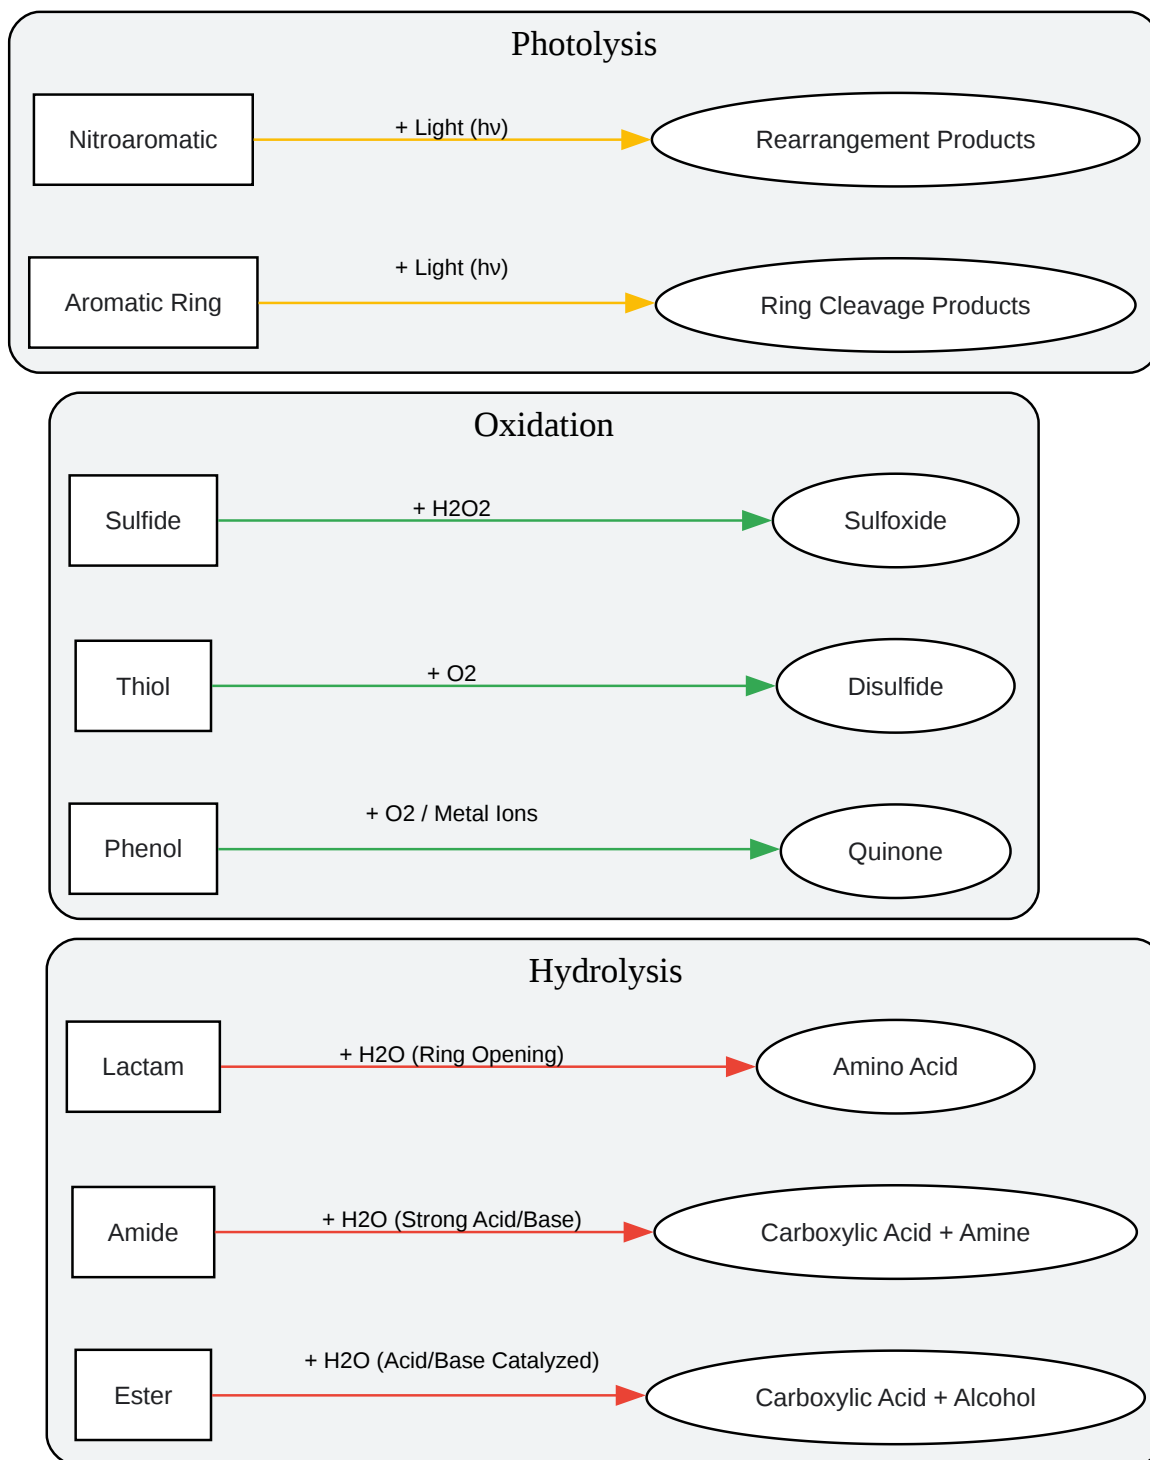 Photolysis
Nitroaromatic
+ Light (hν)
Rearrangement Products
Aromatic Ring
+ Light (hν)
Ring Cleavage Products
Oxidation
Sulfide
+ H2O2
Sulfoxide
Thiol
+ O2
Disulfide
Phenol
+ O2 / Metal Ions
Quinone
Hydrolysis
Lactam
+ H2O (Ring Opening)
Amino Acid
Amide
+ H2O (Strong Acid/Base)
Carboxylic Acid + Amine
Ester
+ H2O (Acid/Base Catalyzed)
Carboxylic Acid + Alcohol